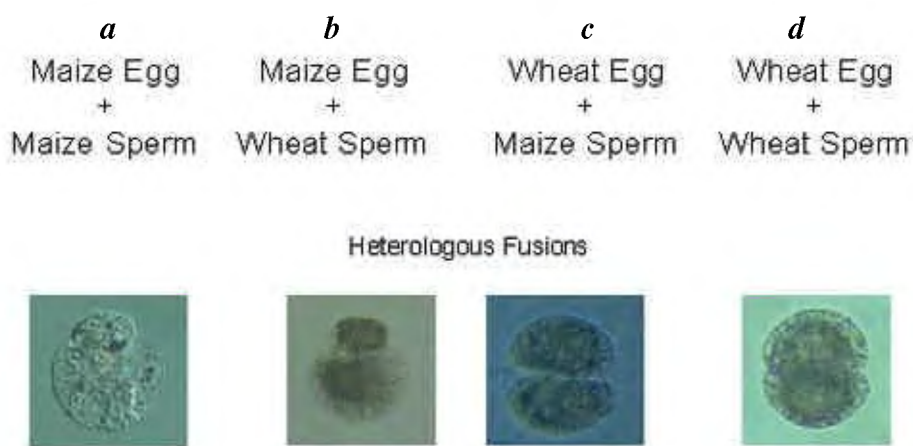 a b c d
Maize Egg Maize Egg Wheat Egg Wheat Egg
+ + + +
Maize Sperm Wheat Sperm Maize Sperm Wheat Sperm
Heterologous Fusions